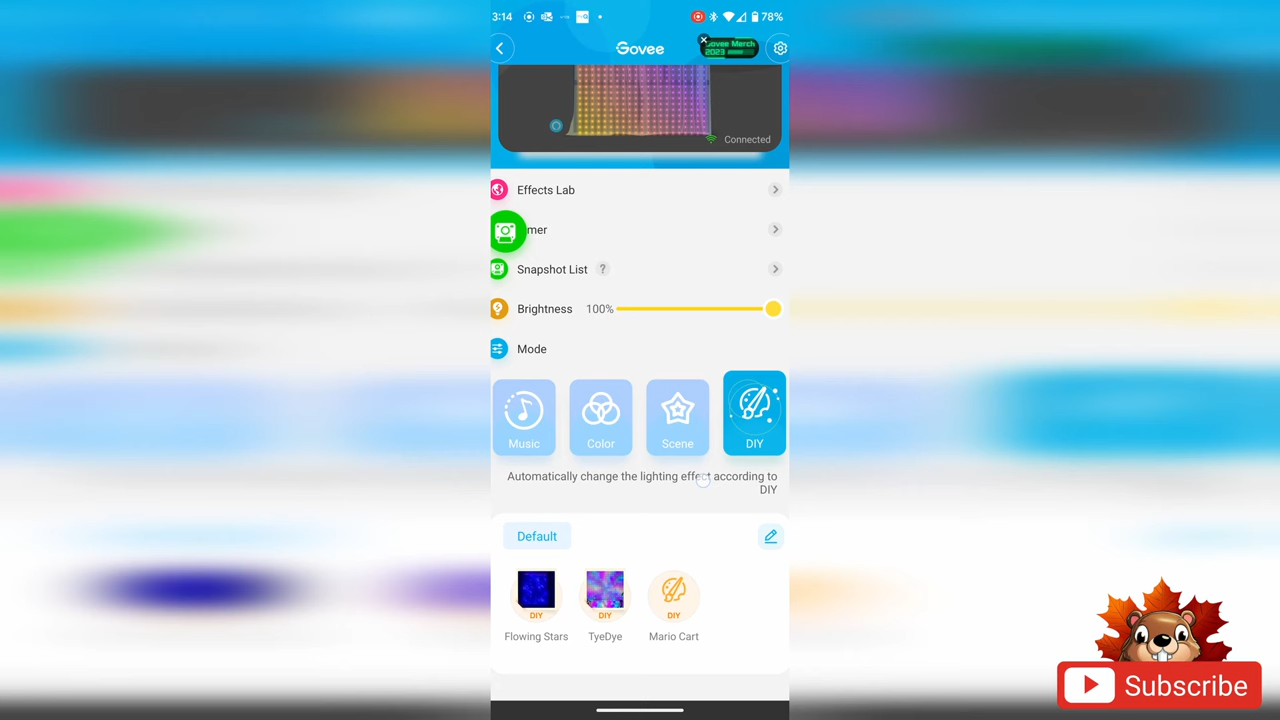 3:14
78%
Govee
Govee Merch
2023
Connected
Effects Lab
mer
Snapshot List ?
Brightness 100%
Mode
Music
Color
Scene
DIY
Automatically change the lighting effect according to
DIY
Default
DIY
DIY
DIY
Flowing Stars
TyeDye
Mario Cart
Subscribe